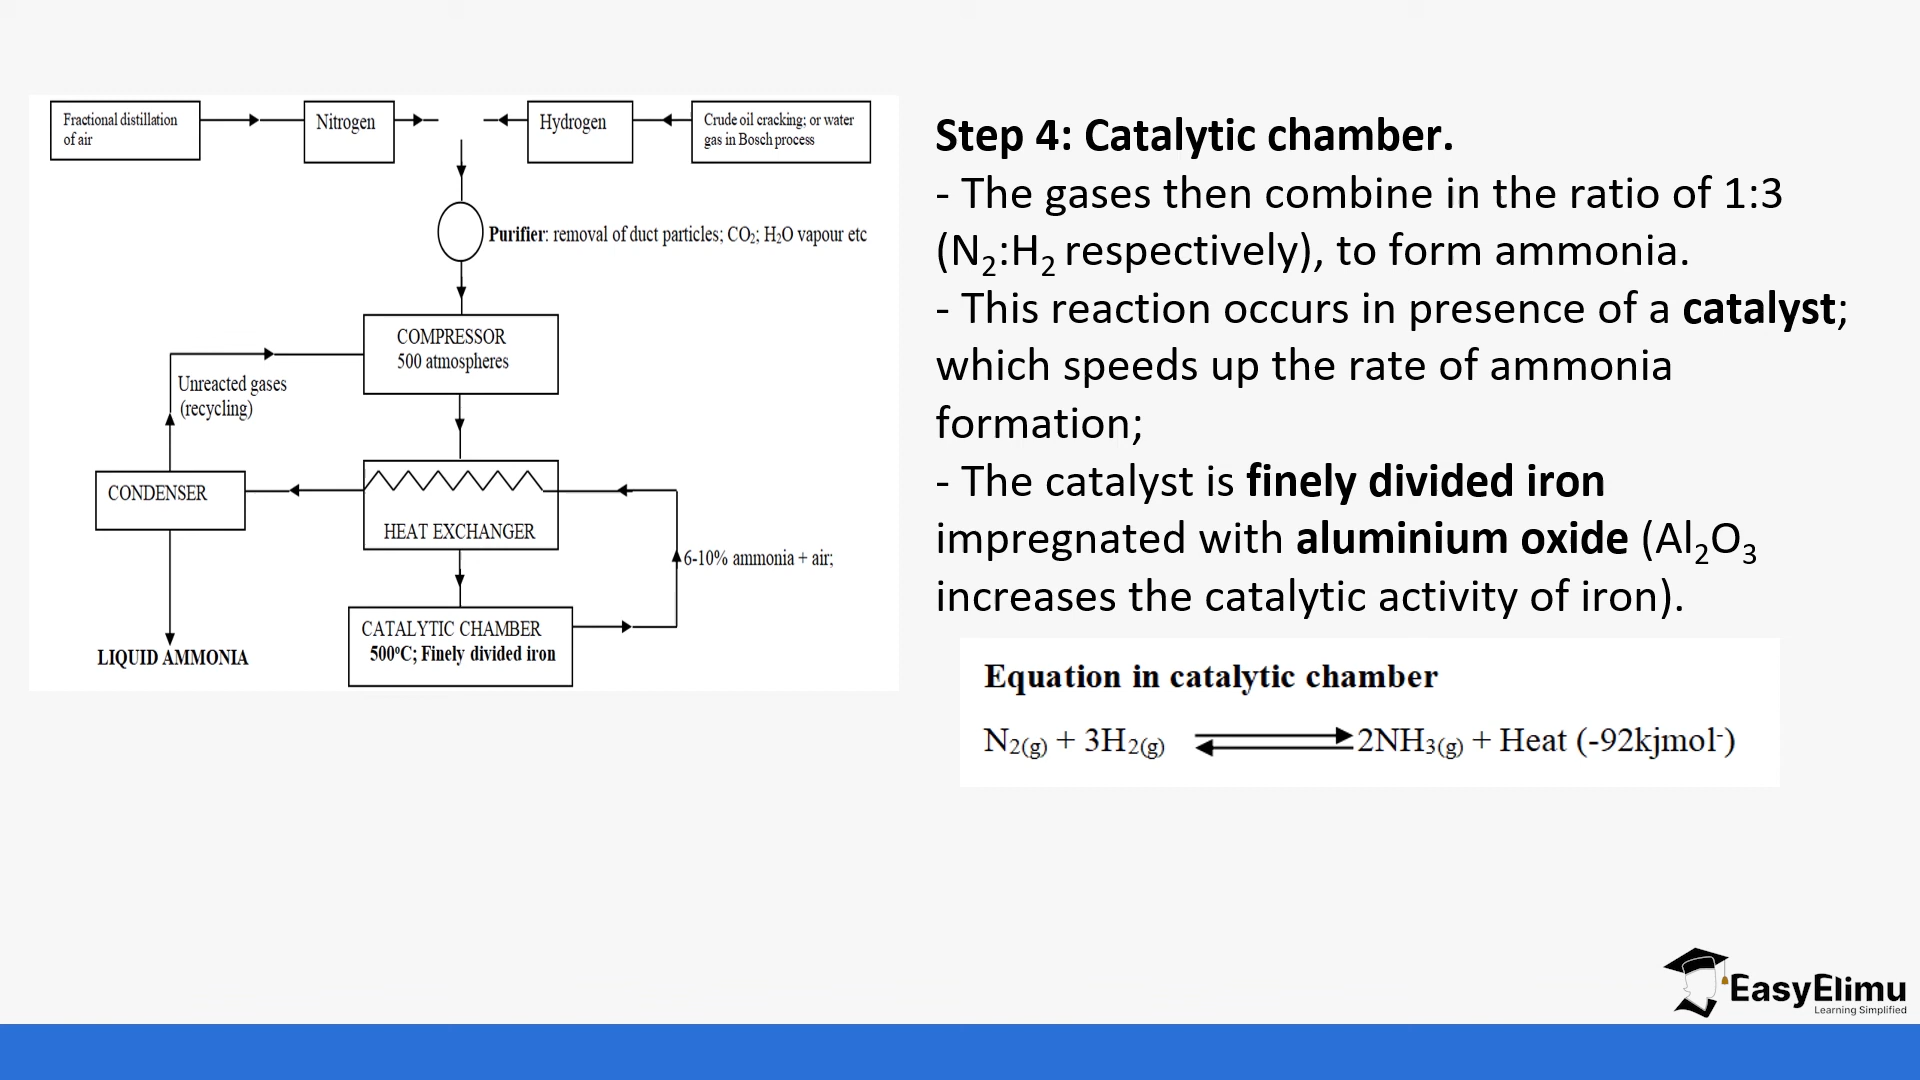 Fractional distillation
of air
Nitrogen
Hydrogen
Crude oil cracking; or water
gas in Bosch process
Purifier: removal of duct particles; CO₂; H₂O vapour etc
COMPRESSOR
500 atmospheres
Unreacted gases
(recycling)
CONDENSER
HEAT EXCHANGER
6-10% ammonia + air;
CATALYTIC CHAMBER
500⁰C; Finely divided iron
LIQUID AMMONIA
Step 4: Catalytic chamber.
- The gases then combine in the ratio of 1:3
(N₂:H₂ respectively), to form ammonia.
- This reaction occurs in presence of a catalyst;
which speeds up the rate of ammonia
formation;
- The catalyst is finely divided iron
impregnated with aluminium oxide (Al₂O₃
increases the catalytic activity of iron).
Equation in catalytic chamber
N₂(g) + 3H₂(g) ⇌ 2NH₃(g) + Heat (-92kjmol⁻)
EasyElimu
Learning Simplified